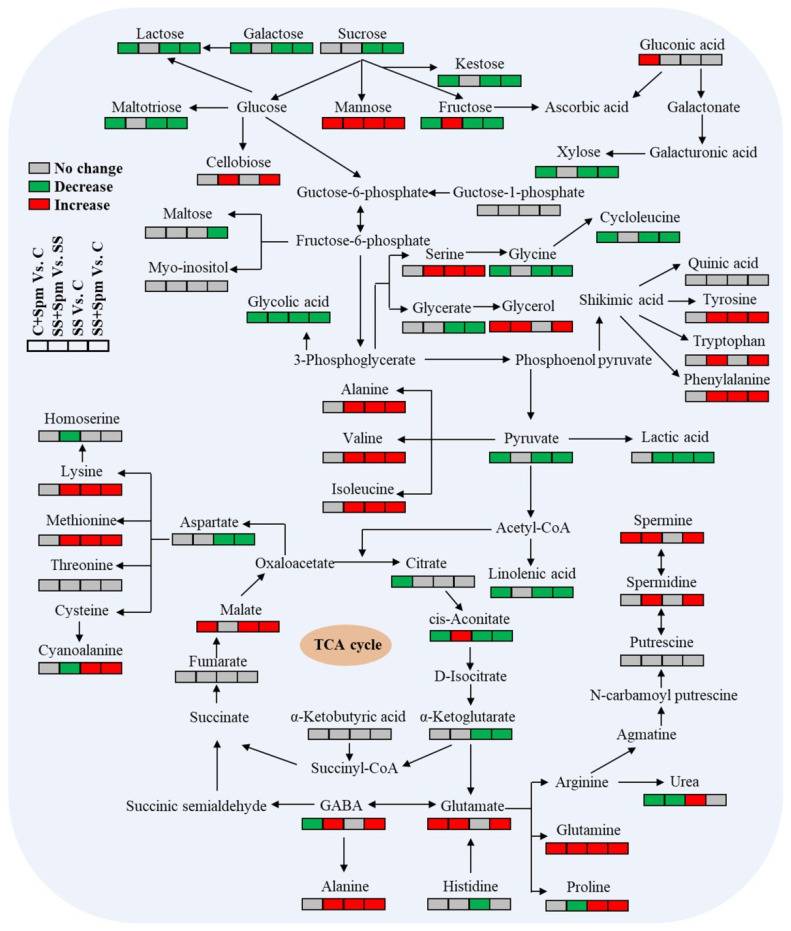 Lactose
Galactose
Sucrose
Gluconic acid
Kestose
Maltotriose
Glucose
Mannose
Fructose
Ascorbic acid
Galactonate
Cellobiose
Xylose
Galacturonic acid
No change
Decrease
Increase
Guctose-6-phosphate
Guctose-1-phosphate
Maltose
Cycloleucine
Fructose-6-phosphate
Serine
Glycine
Myo-inositol
Quinic acid
C+Spm Vs. C
SS+Spm Vs. SS
SS Vs. C
SS+Spm Vs. C
Glycolic acid
Glycerate
Glycerol
Shikimic acid
Tyrosine
Tryptophan
3-Phosphoglycerate
Phosphoenol pyruvate
Phenylalanine
Alanine
Homoserine
Valine
Pyruvate
Lactic acid
Lysine
Isoleucine
Methionine
Aspartate
Acetyl-CoA
Spermine
Threonine
Oxaloacetate
Citrate
Linolenic acid
Spermidine
Cysteine
Malate
cis-Aconitate
Cyanoalanine
TCA cycle
Putrescine
Fumarate
D-Isocitrate
N-carbamoyl putrescine
Succinate
α-Ketobutyric acid
α-Ketoglutarate
Agmatine
Succinyl-CoA
Arginine
Urea
Succinic semialdehyde
GABA
Glutamate
Glutamine
Alanine
Histidine
Proline